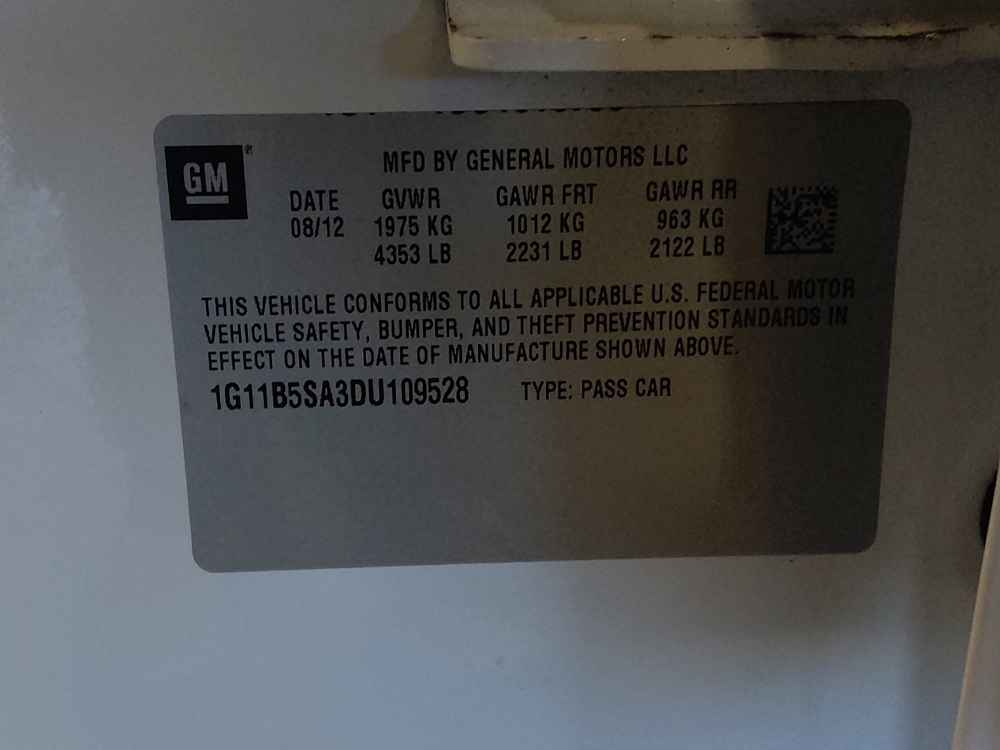 GM
MFD BY GENERAL MOTORS LLC
DATE GVWR GAWR FRT GAWR RR
08/12 1975 KG 1012 KG 963 KG
4353 LB 2231 LB 2122 LB
THIS VEHICLE CONFORMS TO ALL APPLICABLE U.S. FEDERAL MOTOR
VEHICLE SAFETY, BUMPER, AND THEFT PREVENTION STANDARDS IN
EFFECT ON THE DATE OF MANUFACTURE SHOWN ABOVE.
1G11B5SA3DU109528 TYPE: PASS CAR